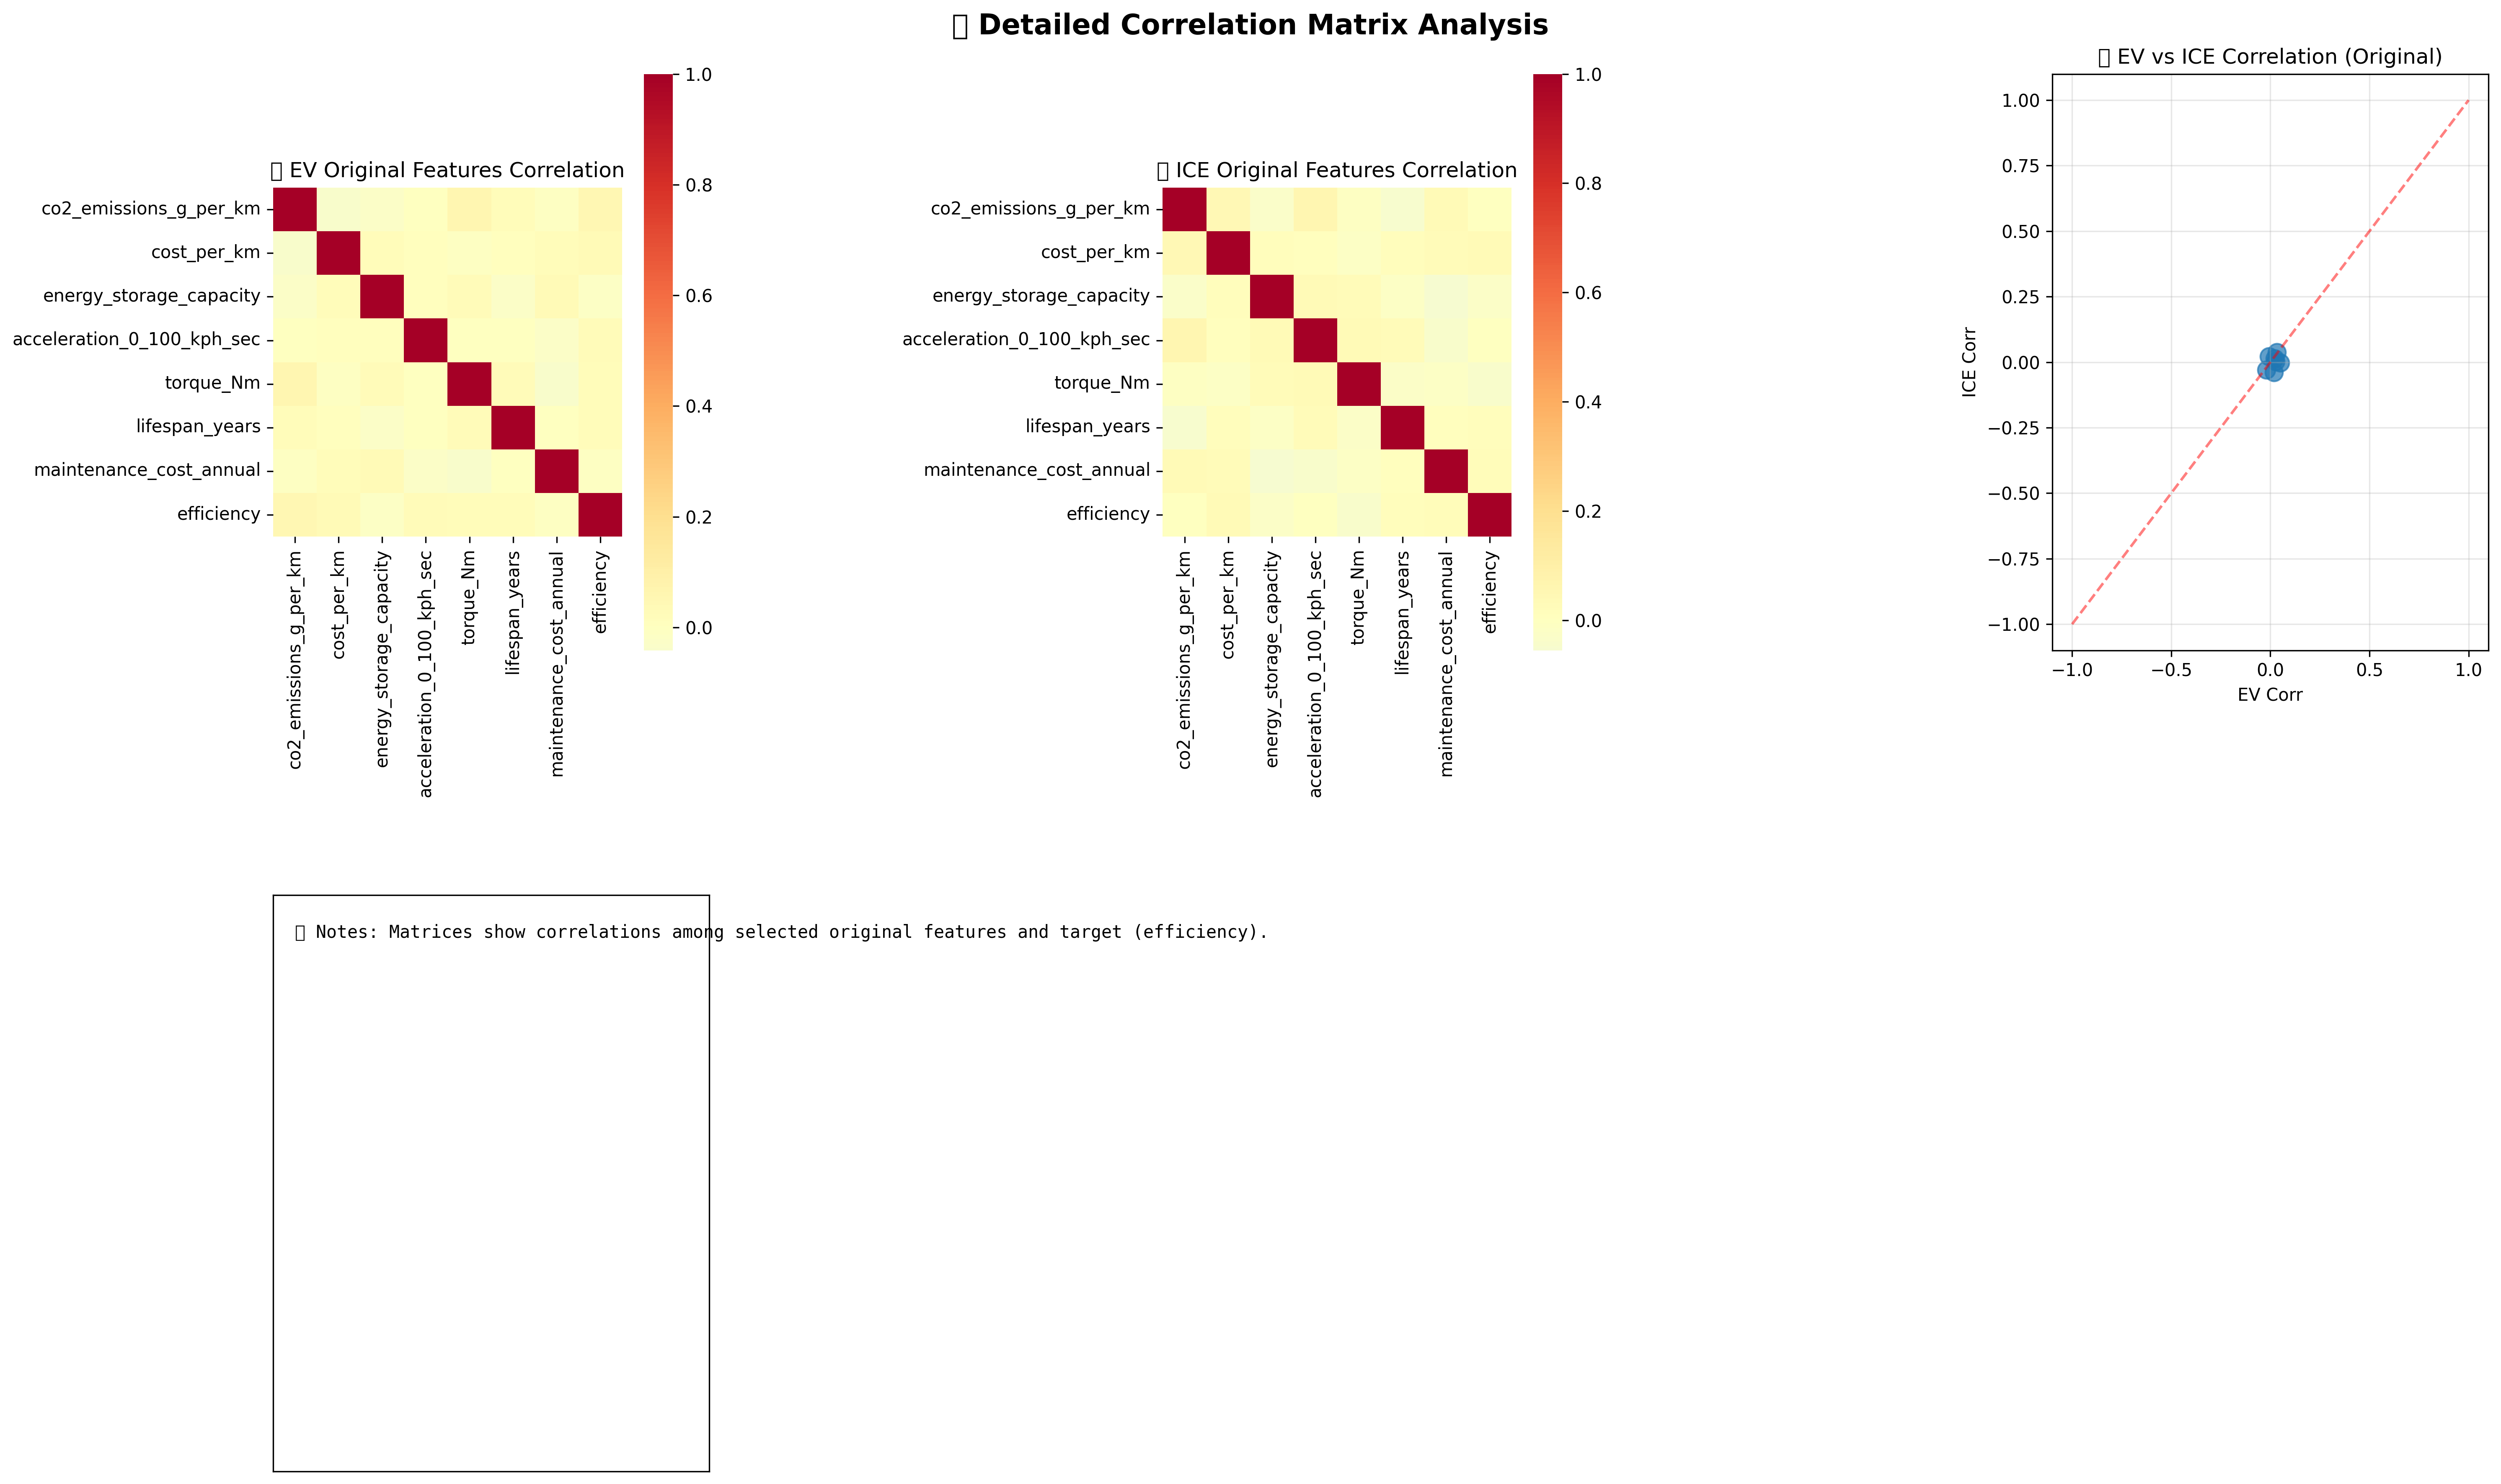 Detailed Correlation Matrix Analysis
EV Original Features Correlation
co2_emissions_g_per_km
cost_per_km
energy_storage_capacity
acceleration_0_100_kph_sec
torque_Nm
lifespan_years
maintenance_cost_annual
efficiency
co2_emissions_g_per_km
cost_per_km
energy_storage_capacity
acceleration_0_100_kph_sec
torque_Nm
lifespan_years
maintenance_cost_annual
efficiency
1.0
0.8
0.6
0.4
0.2
0.0
ICE Original Features Correlation
co2_emissions_g_per_km
cost_per_km
energy_storage_capacity
acceleration_0_100_kph_sec
torque_Nm
lifespan_years
maintenance_cost_annual
efficiency
co2_emissions_g_per_km
cost_per_km
energy_storage_capacity
acceleration_0_100_kph_sec
torque_Nm
lifespan_years
maintenance_cost_annual
efficiency
1.0
0.8
0.6
0.4
0.2
0.0
EV vs ICE Correlation (Original)
ICE Corr
1.00
0.75
0.50
0.25
0.00
−0.25
−0.50
−0.75
−1.00
−1.0
−0.5
0.0
0.5
1.0
EV Corr
Notes: Matrices show correlations among selected original features and target (efficiency).